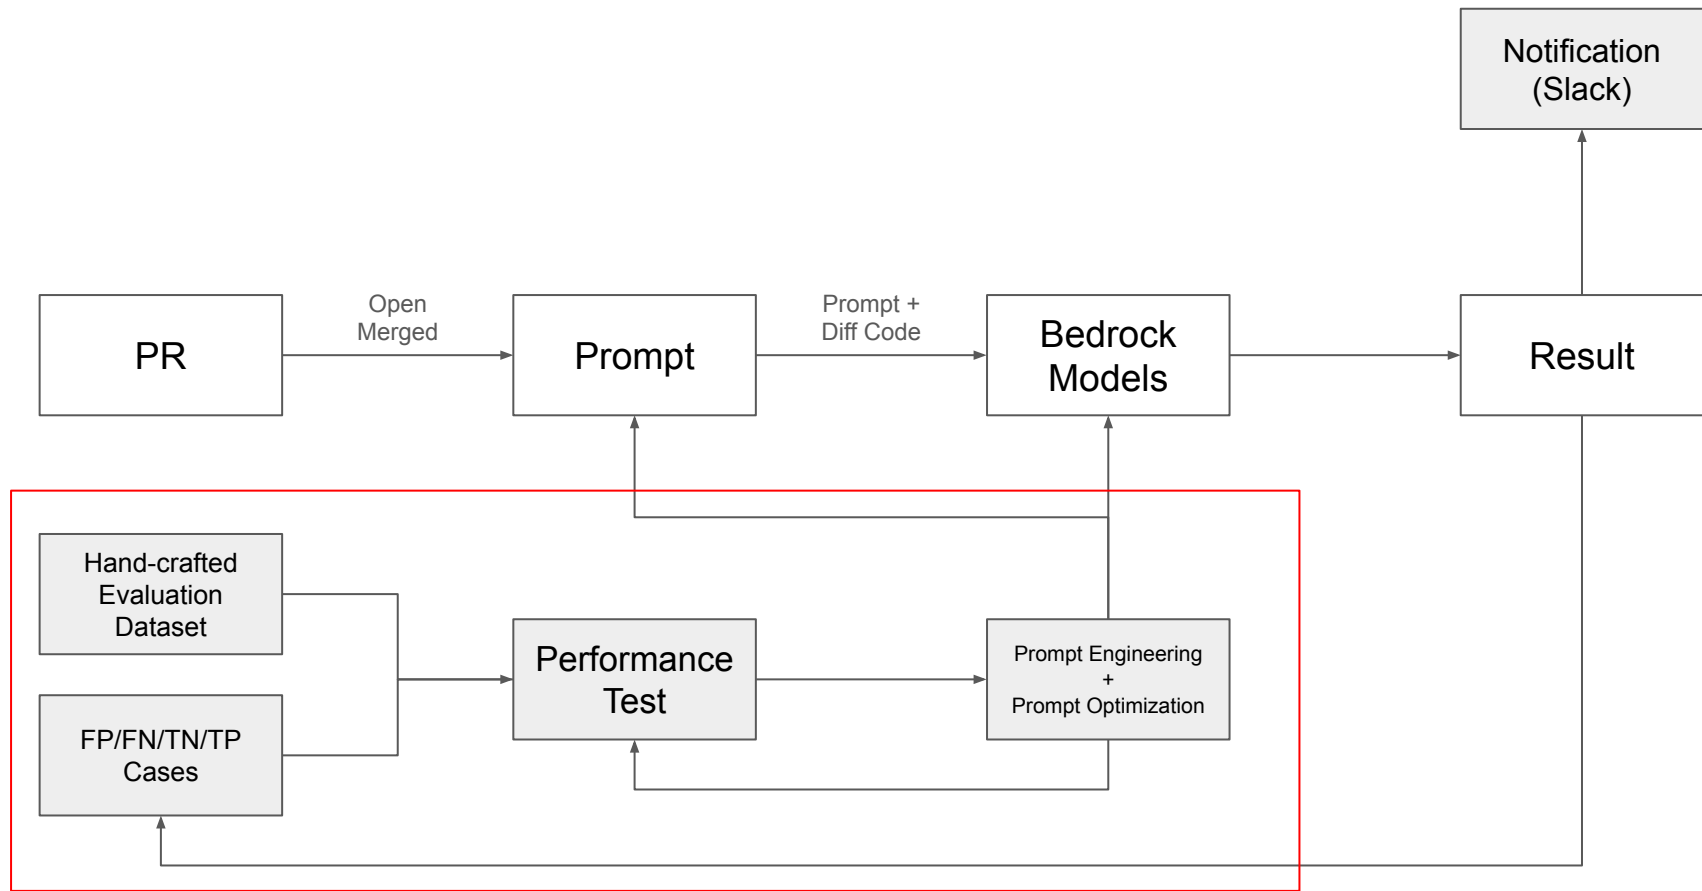 Notification
(Slack)
PR
Open
Merged
Prompt
Prompt +
Diff Code
Bedrock
Models
Result
Hand-crafted
Evaluation
Dataset
FP/FN/TN/TP
Cases
Performance
Test
Prompt Engineering
+
Prompt Optimization